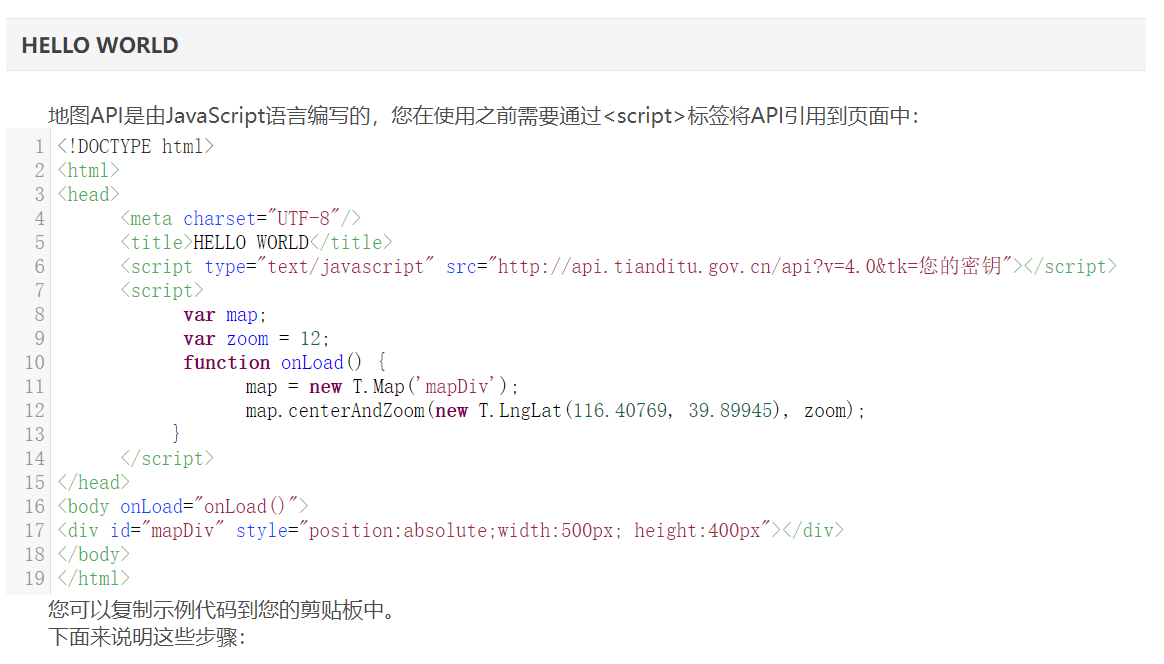 HELLO WORLD
地图API是由JavaScript语言编写的，您在使用之前需要通过<script>标签将API引用到页面中：
1 <!DOCTYPE html>
2 <html>
3 <head>
4 <meta charset="UTF-8"/>
5 <title>HELLO WORLD</title>
6 <script type="text/javascript" src="http://api.tianditu.gov.cn/api?v=4.0&tk=您的密钥"></script>
7 <script>
8 var map;
9 var zoom = 12;
10 function onLoad() {
11 map = new T.Map('mapDiv');
12 map.centerAndZoom(new T.LngLat(116.40769, 39.89945), zoom);
13 }
14 </script>
15 </head>
16 <body onLoad="onLoad()">
17 <div id="mapDiv" style="position:absolute;width:500px; height:400px"></div>
18 </body>
19 </html>
您可以复制示例代码到您的剪贴板中。
下面来说明这些步骤：